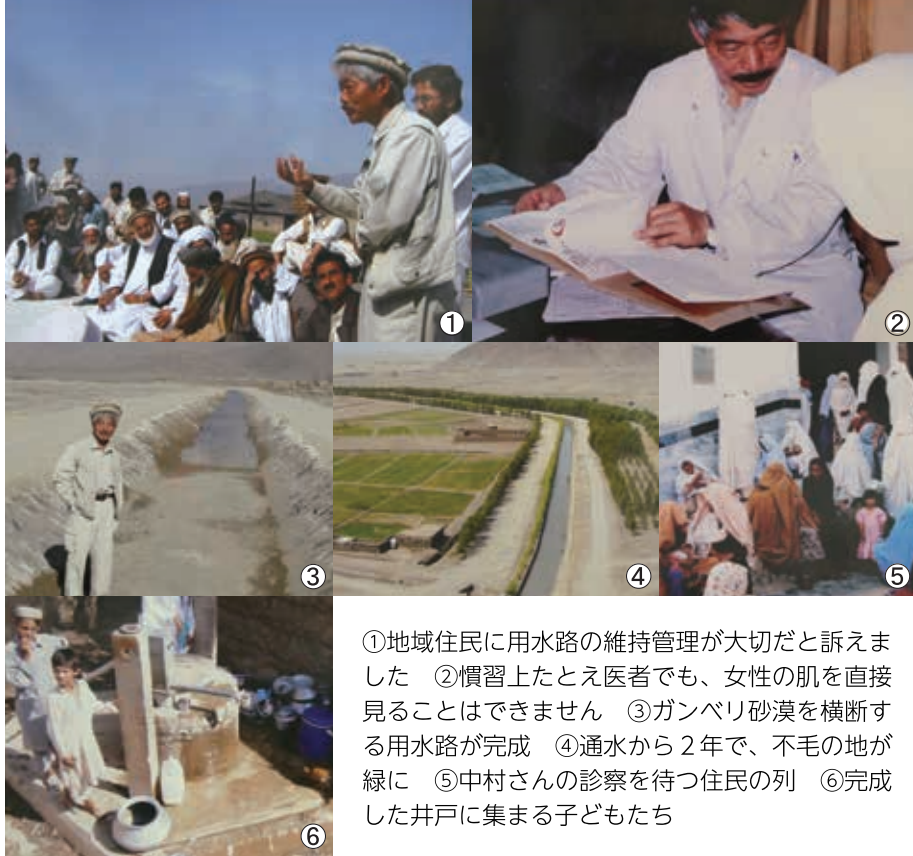 ①
②
③
④
⑤
⑥
①地域住民に用水路の維持管理が大切だと訴えま
した　②慣習上たとえ医者でも、女性の肌を直接
見ることはできません　③ガンベリ砂漠を横断す
る用水路が完成　④通水から２年で、不毛の地が
緑に　⑤中村さんの診察を待つ住民の列　⑥完成
した井戸に集まる子どもたち